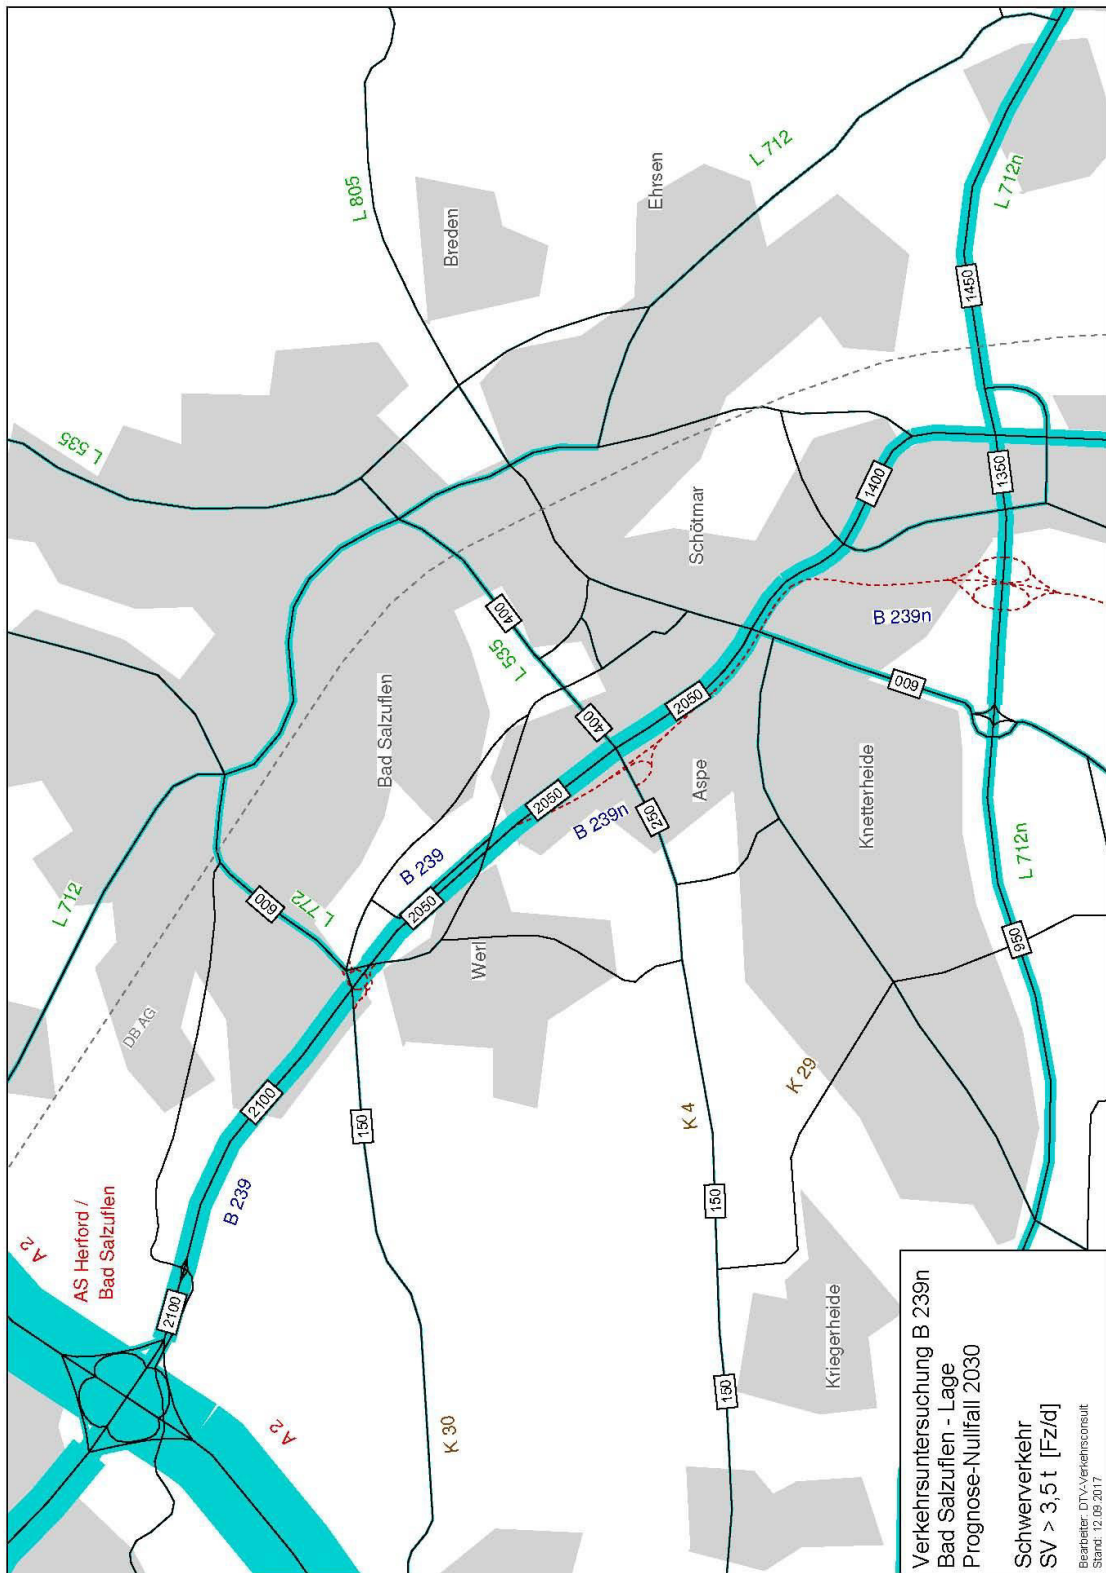 Verkehrsuntersuchung B 239n
Bad Salzuflen - Lage
Prognose-Nullfall 2030
Schwerverkehr
SV > 3,5 t [Fz/d]
Bearbeiter: DTV-Verkehrsconsult
Stand: 12.09.2017
A2
AS Herford /
Bad Salzuflen
A2
2100
B 239
2100
DB AG
L 712
600
L 772
150
K 30
B 239
2050
Werl
Bad Salzuflen
L 535
2050
B 239n
400
L 535
400
2050
Aspe
250
K 4
150
150
K 29
Kriegerheide
Knetterheide
L 805
Breden
Ehrsen
L 712
Schötmar
1400
B 239n
600
L 712n
950
1350
1450
L 712n